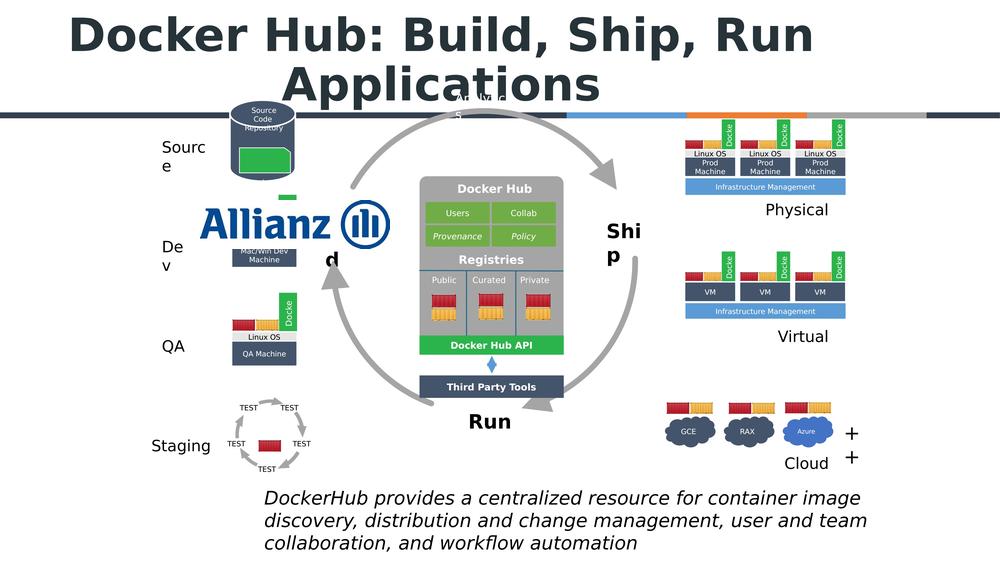 Docker Hub: Build, Ship, Run
Applications
Source
Code
Repository
Sourc
e
Allianz
d
De
v
Mac/Win Dev
Machine
Docke
Linux OS
QA Machine
QA
TEST
TEST
TEST
TEST
TEST
Staging
Docker Hub
Users
Collab
Provenance
Policy
Registries
Public
Curated
Private
Docker Hub API
Third Party Tools
Run
Shi
p
Docke
Docke
Docke
Linux OS
Linux OS
Linux OS
Prod
Machine
Prod
Machine
Prod
Machine
Infrastructure Management
Physical
Docke
Docke
Docke
VM
VM
VM
Infrastructure Management
Virtual
GCE
RAX
Azure
+
+
Cloud
DockerHub provides a centralized resource for container image
discovery, distribution and change management, user and team
collaboration, and workflow automation